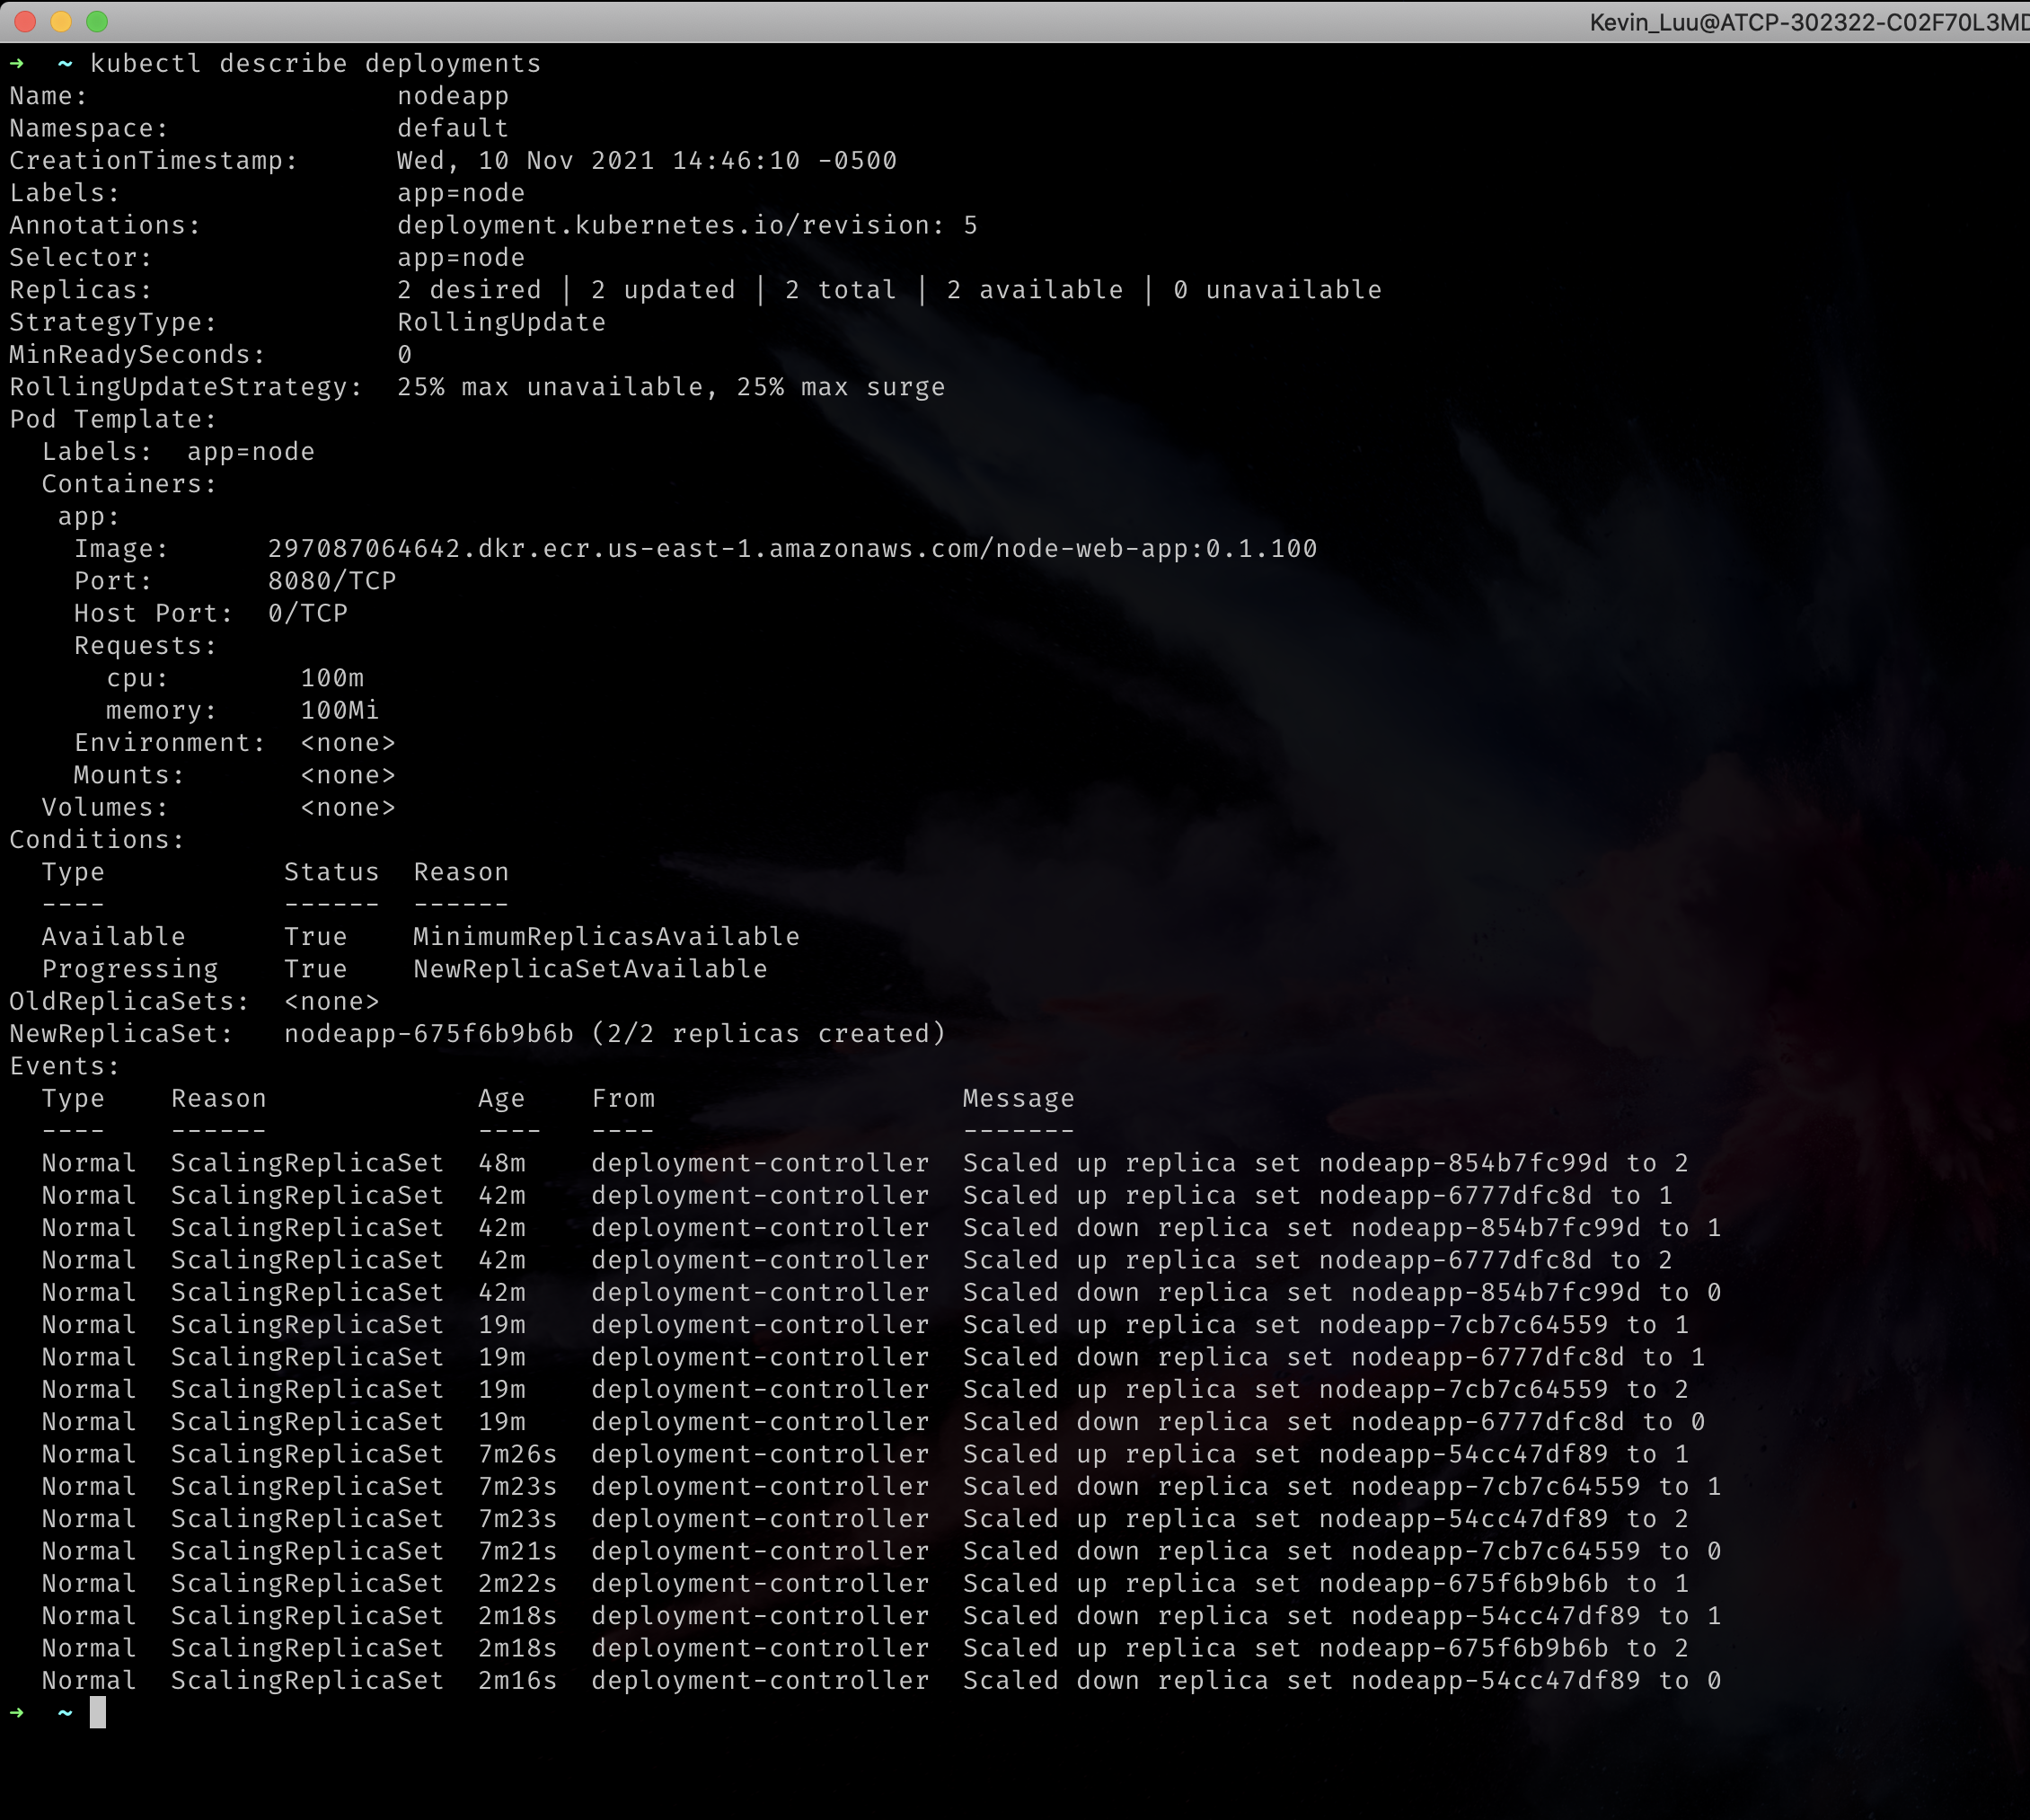 Kevin_Luu@ATCP-302322-C02F70L3MD
➜  ~ kubectl describe deployments
Name:                   nodeapp
Namespace:              default
CreationTimestamp:      Wed, 10 Nov 2021 14:46:10 -0500
Labels:                 app=node
Annotations:            deployment.kubernetes.io/revision: 5
Selector:               app=node
Replicas:               2 desired | 2 updated | 2 total | 2 available | 0 unavailable
StrategyType:           RollingUpdate
MinReadySeconds:        0
RollingUpdateStrategy:  25% max unavailable, 25% max surge
Pod Template:
  Labels:  app=node
  Containers:
   app:
    Image:      297087064642.dkr.ecr.us-east-1.amazonaws.com/node-web-app:0.1.100
    Port:       8080/TCP
    Host Port:  0/TCP
    Requests:
      cpu:        100m
      memory:     100Mi
    Environment:  <none>
    Mounts:       <none>
  Volumes:        <none>
Conditions:
  Type           Status  Reason
  ----           ------  ------
  Available      True    MinimumReplicasAvailable
  Progressing    True    NewReplicaSetAvailable
OldReplicaSets:  <none>
NewReplicaSet:   nodeapp-675f6b9b6b (2/2 replicas created)
Events:
  Type    Reason             Age    From                   Message
  ----    ------             ----   ----                   -------
  Normal  ScalingReplicaSet  48m    deployment-controller  Scaled up replica set nodeapp-854b7fc99d to 2
  Normal  ScalingReplicaSet  42m    deployment-controller  Scaled up replica set nodeapp-6777dfc8d to 1
  Normal  ScalingReplicaSet  42m    deployment-controller  Scaled down replica set nodeapp-854b7fc99d to 1
  Normal  ScalingReplicaSet  42m    deployment-controller  Scaled up replica set nodeapp-6777dfc8d to 2
  Normal  ScalingReplicaSet  42m    deployment-controller  Scaled down replica set nodeapp-854b7fc99d to 0
  Normal  ScalingReplicaSet  19m    deployment-controller  Scaled up replica set nodeapp-7cb7c64559 to 1
  Normal  ScalingReplicaSet  19m    deployment-controller  Scaled down replica set nodeapp-6777dfc8d to 1
  Normal  ScalingReplicaSet  19m    deployment-controller  Scaled up replica set nodeapp-7cb7c64559 to 2
  Normal  ScalingReplicaSet  19m    deployment-controller  Scaled down replica set nodeapp-6777dfc8d to 0
  Normal  ScalingReplicaSet  7m26s  deployment-controller  Scaled up replica set nodeapp-54cc47df89 to 1
  Normal  ScalingReplicaSet  7m23s  deployment-controller  Scaled down replica set nodeapp-7cb7c64559 to 1
  Normal  ScalingReplicaSet  7m23s  deployment-controller  Scaled up replica set nodeapp-54cc47df89 to 2
  Normal  ScalingReplicaSet  7m21s  deployment-controller  Scaled down replica set nodeapp-7cb7c64559 to 0
  Normal  ScalingReplicaSet  2m22s  deployment-controller  Scaled up replica set nodeapp-675f6b9b6b to 1
  Normal  ScalingReplicaSet  2m18s  deployment-controller  Scaled down replica set nodeapp-54cc47df89 to 1
  Normal  ScalingReplicaSet  2m18s  deployment-controller  Scaled up replica set nodeapp-675f6b9b6b to 2
  Normal  ScalingReplicaSet  2m16s  deployment-controller  Scaled down replica set nodeapp-54cc47df89 to 0
➜  ~